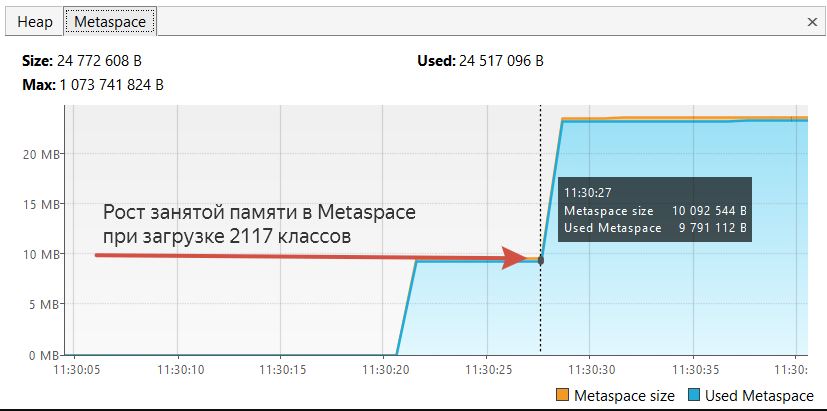 Heap Metaspace ×
Size: 24 772 608 B Used: 24 517 096 B
Max: 1 073 741 824 B
20 MB
15 MB
10 MB
5 MB
0 MB
Рост занятой памяти в Metaspace
при загрузке 2117 классов
11:30:27
Metaspace size 10 092 544 B
Used Metaspace 9 791 112 B
11:30:05 11:30:10 11:30:15 11:30:20 11:30:25 11:30:30 11:30:35 11:30:
Metaspace size Used Metaspace